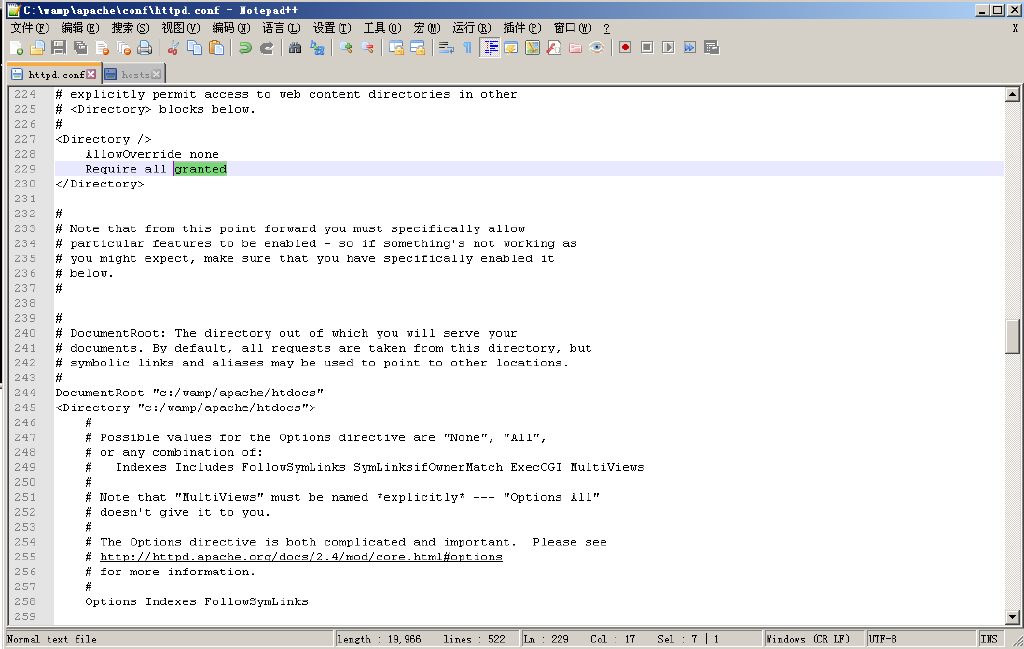 C:\wamp\apache\conf\httpd.conf - Notepad++
文件(F) 编辑(E) 搜索(S) 视图(V) 编码(N) 语言(L) 设置(T) 工具(O) 宏(M) 运行(R) 插件(P) 窗口(W) ? X
httpd.conf hosts
224 # explicitly permit access to web content directories in other
225 # <Directory> blocks below.
226 #
227 <Directory />
228 AllowOverride none
229 Require all granted
230 </Directory>
231
232 #
233 # Note that from this point forward you must specifically allow
234 # particular features to be enabled - so if something's not working as
235 # you might expect, make sure that you have specifically enabled it
236 # below.
237 #
238
239 #
240 # DocumentRoot: The directory out of which you will serve your
241 # documents. By default, all requests are taken from this directory, but
242 # symbolic links and aliases may be used to point to other locations.
243 #
244 DocumentRoot "c:/wamp/apache/htdocs"
245 <Directory "c:/wamp/apache/htdocs">
246 #
247 # Possible values for the Options directive are "None", "All",
248 # or any combination of:
249 #   Indexes Includes FollowSymLinks SymLinksifOwnerMatch ExecCGI MultiViews
250 #
251 # Note that "MultiViews" must be named *explicitly* --- "Options All"
252 # doesn't give it to you.
253 #
254 # The Options directive is both complicated and important.  Please see
255 # http://httpd.apache.org/docs/2.4/mod/core.html#options
256 # for more information.
257 #
258 Options Indexes FollowSymLinks
259
Normal text file length : 19,966 lines : 522 Ln : 229 Col : 17 Sel : 7 | 1 Windows (CR LF) UTF-8 INS